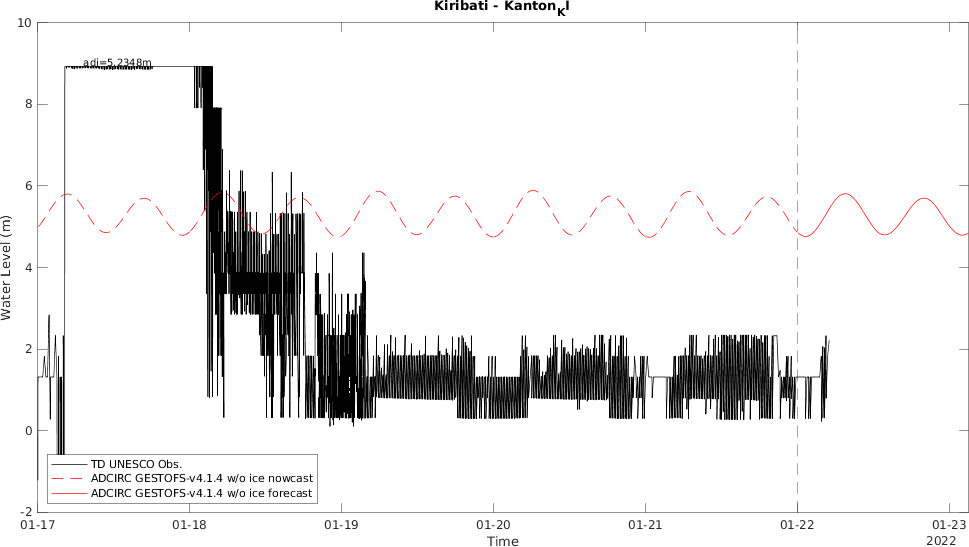 Kiribati - Kanton_KI
10
8
6
4
2
0
-2
Water Level (m)
adj=5.2348m
TD UNESCO Obs.
ADCIRC GESTOFS-v4.1.4 w/o ice nowcast
ADCIRC GESTOFS-v4.1.4 w/o ice forecast
01-17
01-18
01-19
01-20
01-21
01-22
01-23
Time
2022